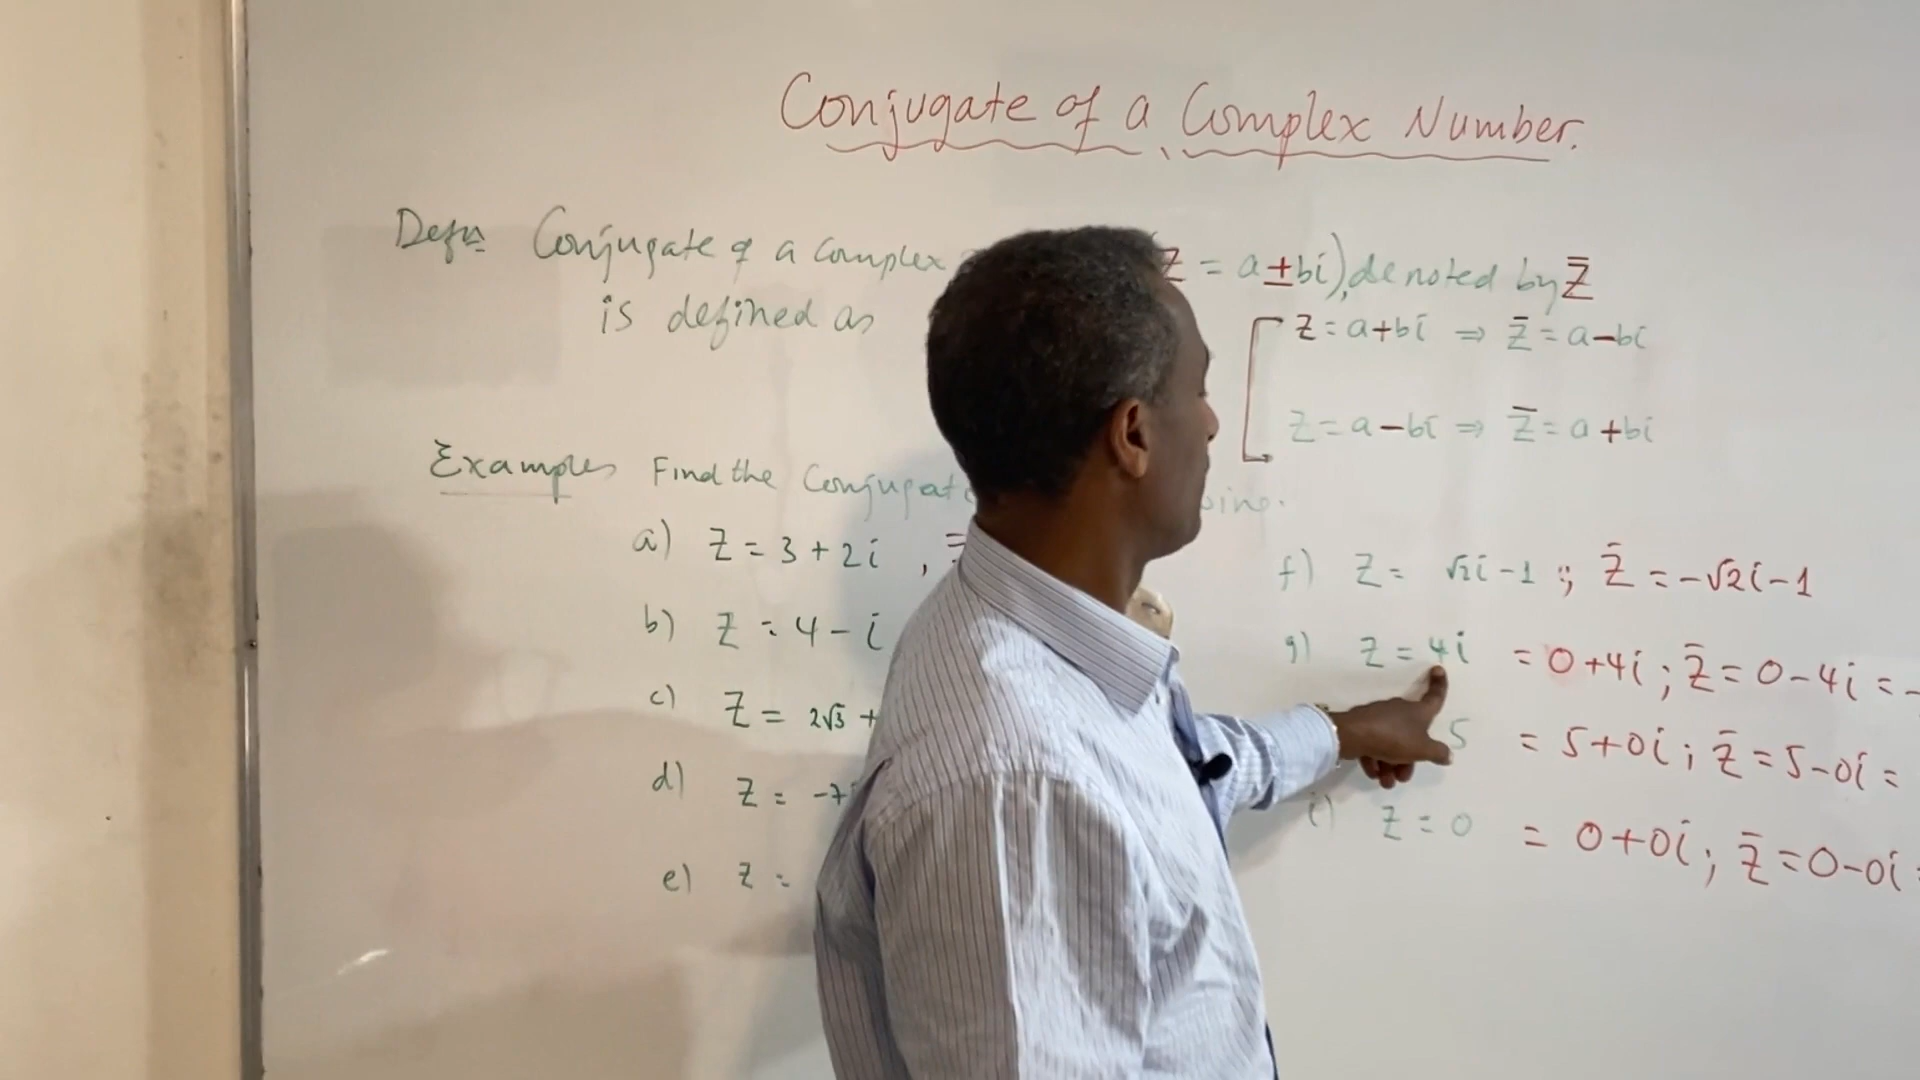 Conjugate of a Complex Number.
Defn Conjugate of a Complex z = a±bi), denoted by z̄
is defined as
z = a+bi ⇒ z̄ = a-bi
z = a-bi ⇒ z̄ = a+bi
Examples Find the Conjugate
a) z = 3 + 2i ,
b) z = 4 - i
c) z = 2√3 +
d) z = -7
e) z =
f) z = √2i - 1 ; z̄ = -√2i - 1
g) z = 4i = 0+4i ; z̄ = 0-4i = -
5 = 5+0i ; z̄ = 5-0i =
i) z = 0 = 0+0i ; z̄ = 0-0i